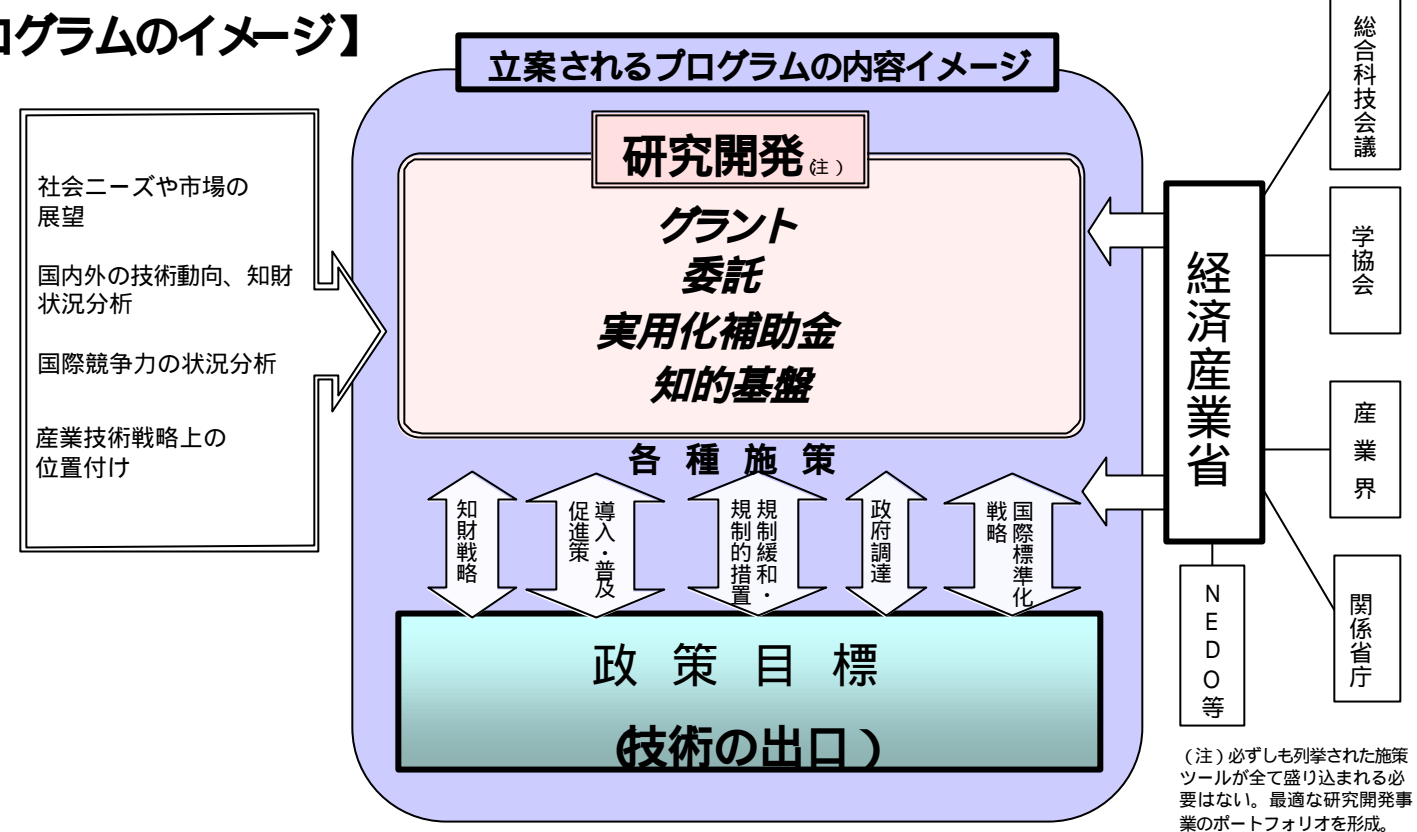 ログラムのイメージ】
立案されるプログラムの内容イメージ
社会ニーズや市場の
展望
国内外の技術動向、知財
状況分析
国際競争力の状況分析
産業技術戦略上の
位置付け
研究開発(注)
グラント
委託
実用化補助金
知的基盤
各種施策
知財戦略
導入・普及
促進策
規制緩和・
規制的措置
政府調達
国際標準化
戦略
政策目標
(技術の出口)
経済産業省
総合科技会議
学協会
産業界
関係省庁
NEDO等
(注)必ずしも列挙された施策
ツールが全て盛り込まれる必
要はない。最適な研究開発事
業のポートフォリオを形成。